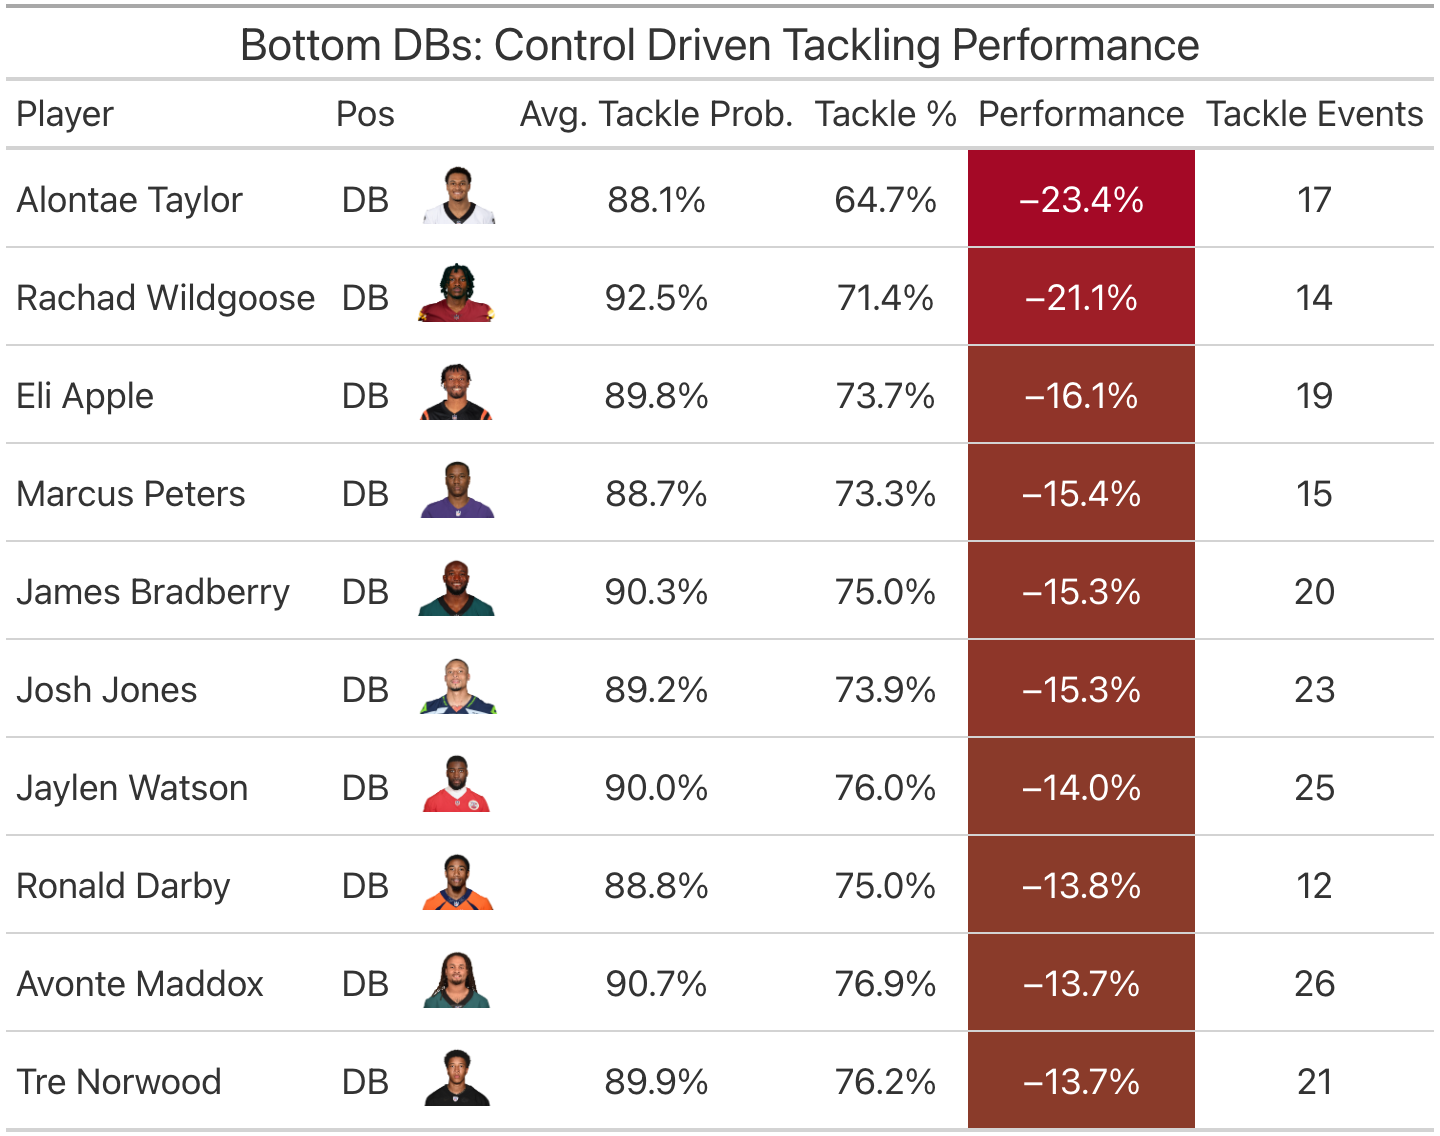 Bottom DBs: Control Driven Tackling Performance
Player Pos Avg. Tackle Prob. Tackle % Performance Tackle Events
Alontae Taylor DB 88.1% 64.7% −23.4% 17
Rachad Wildgoose DB 92.5% 71.4% −21.1% 14
Eli Apple DB 89.8% 73.7% −16.1% 19
Marcus Peters DB 88.7% 73.3% −15.4% 15
James Bradberry DB 90.3% 75.0% −15.3% 20
Josh Jones DB 89.2% 73.9% −15.3% 23
Jaylen Watson DB 90.0% 76.0% −14.0% 25
Ronald Darby DB 88.8% 75.0% −13.8% 12
Avonte Maddox DB 90.7% 76.9% −13.7% 26
Tre Norwood DB 89.9% 76.2% −13.7% 21